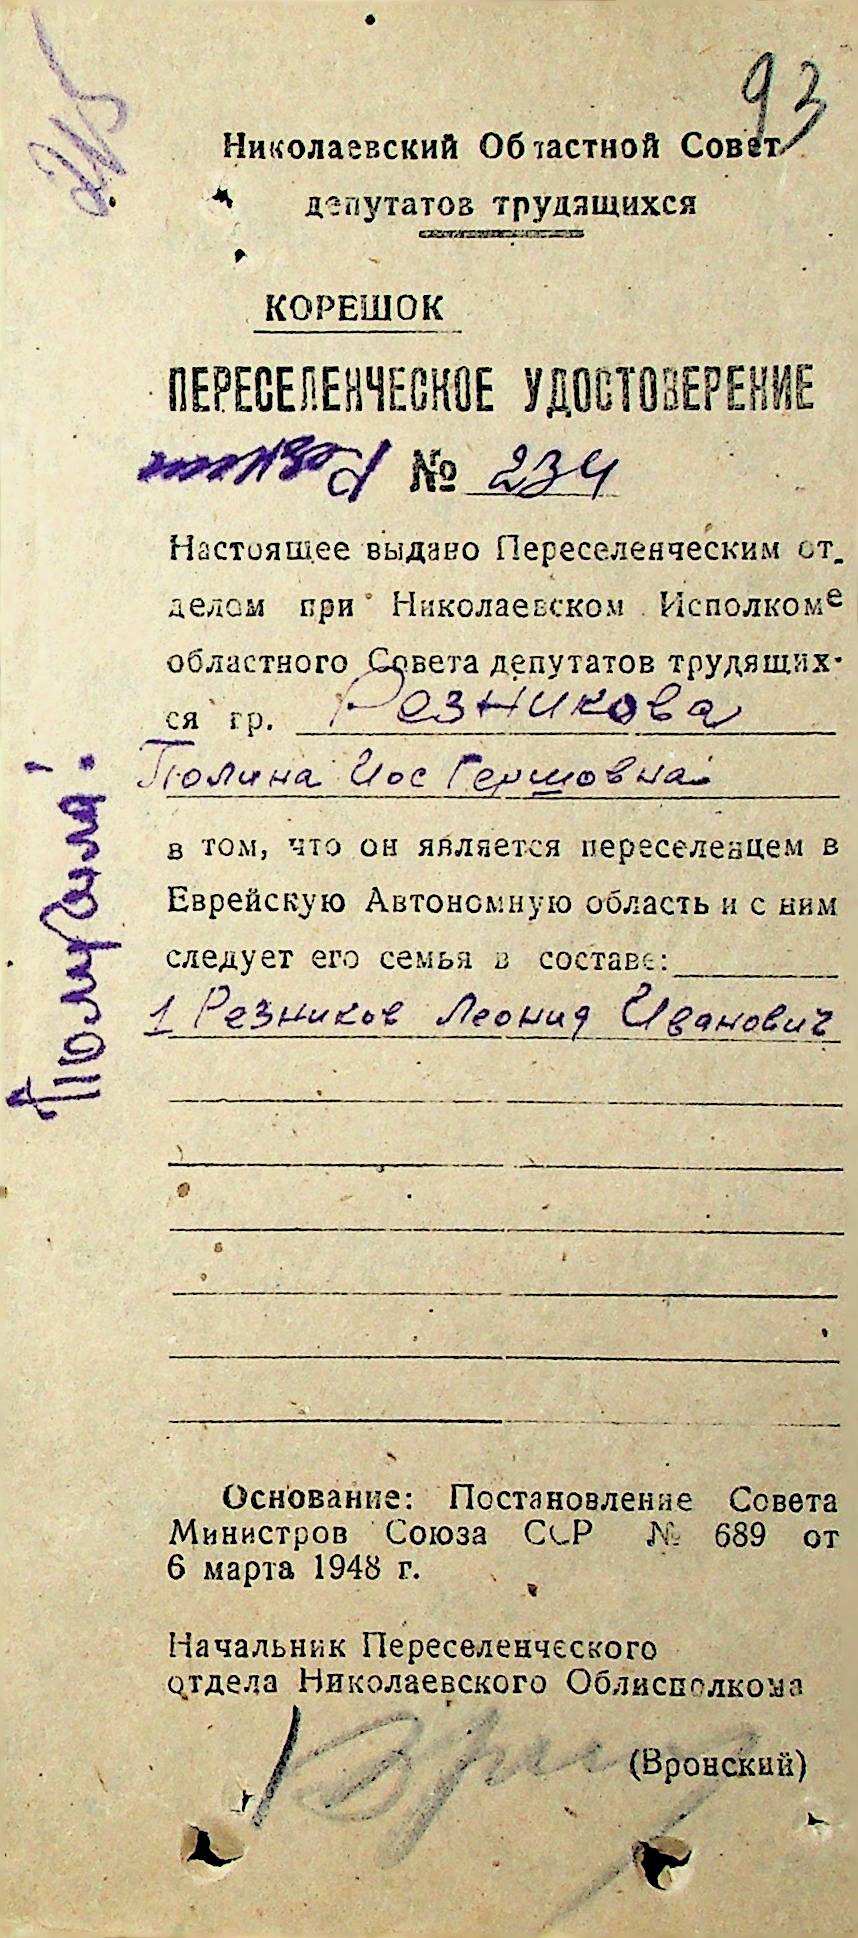 93
215
Николаевский Областной Совет
депутатов трудящихся
КОРЕШОК
ПЕРЕСЕЛЕНЧЕСКОЕ УДОСТОВЕРЕНИЕ
№ 234
Настоящее выдано Переселенческим от-
делом при Николаевском Исполкоме
областного Совета депутатов трудящих-
ся гр. Резникова
Полина Иос Гершовна
в том, что он является переселенцем в
Еврейскую Автономную область и с ним
следует его семья в составе:
1 Резников Леонид Иванович
Получила!
Основание: Постановление Совета
Министров Союза ССР № 689 от
6 марта 1948 г.
Начальник Переселенческого
отдела Николаевского Облисполкома
(Вронский)